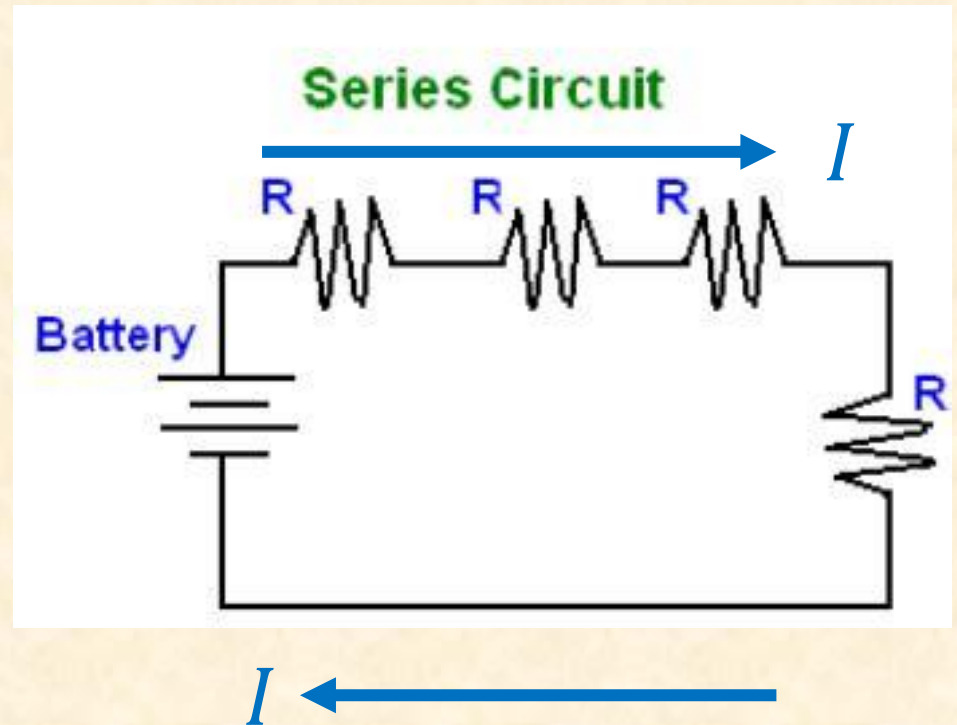 Series Circuit
I
R R R
Battery
R
I